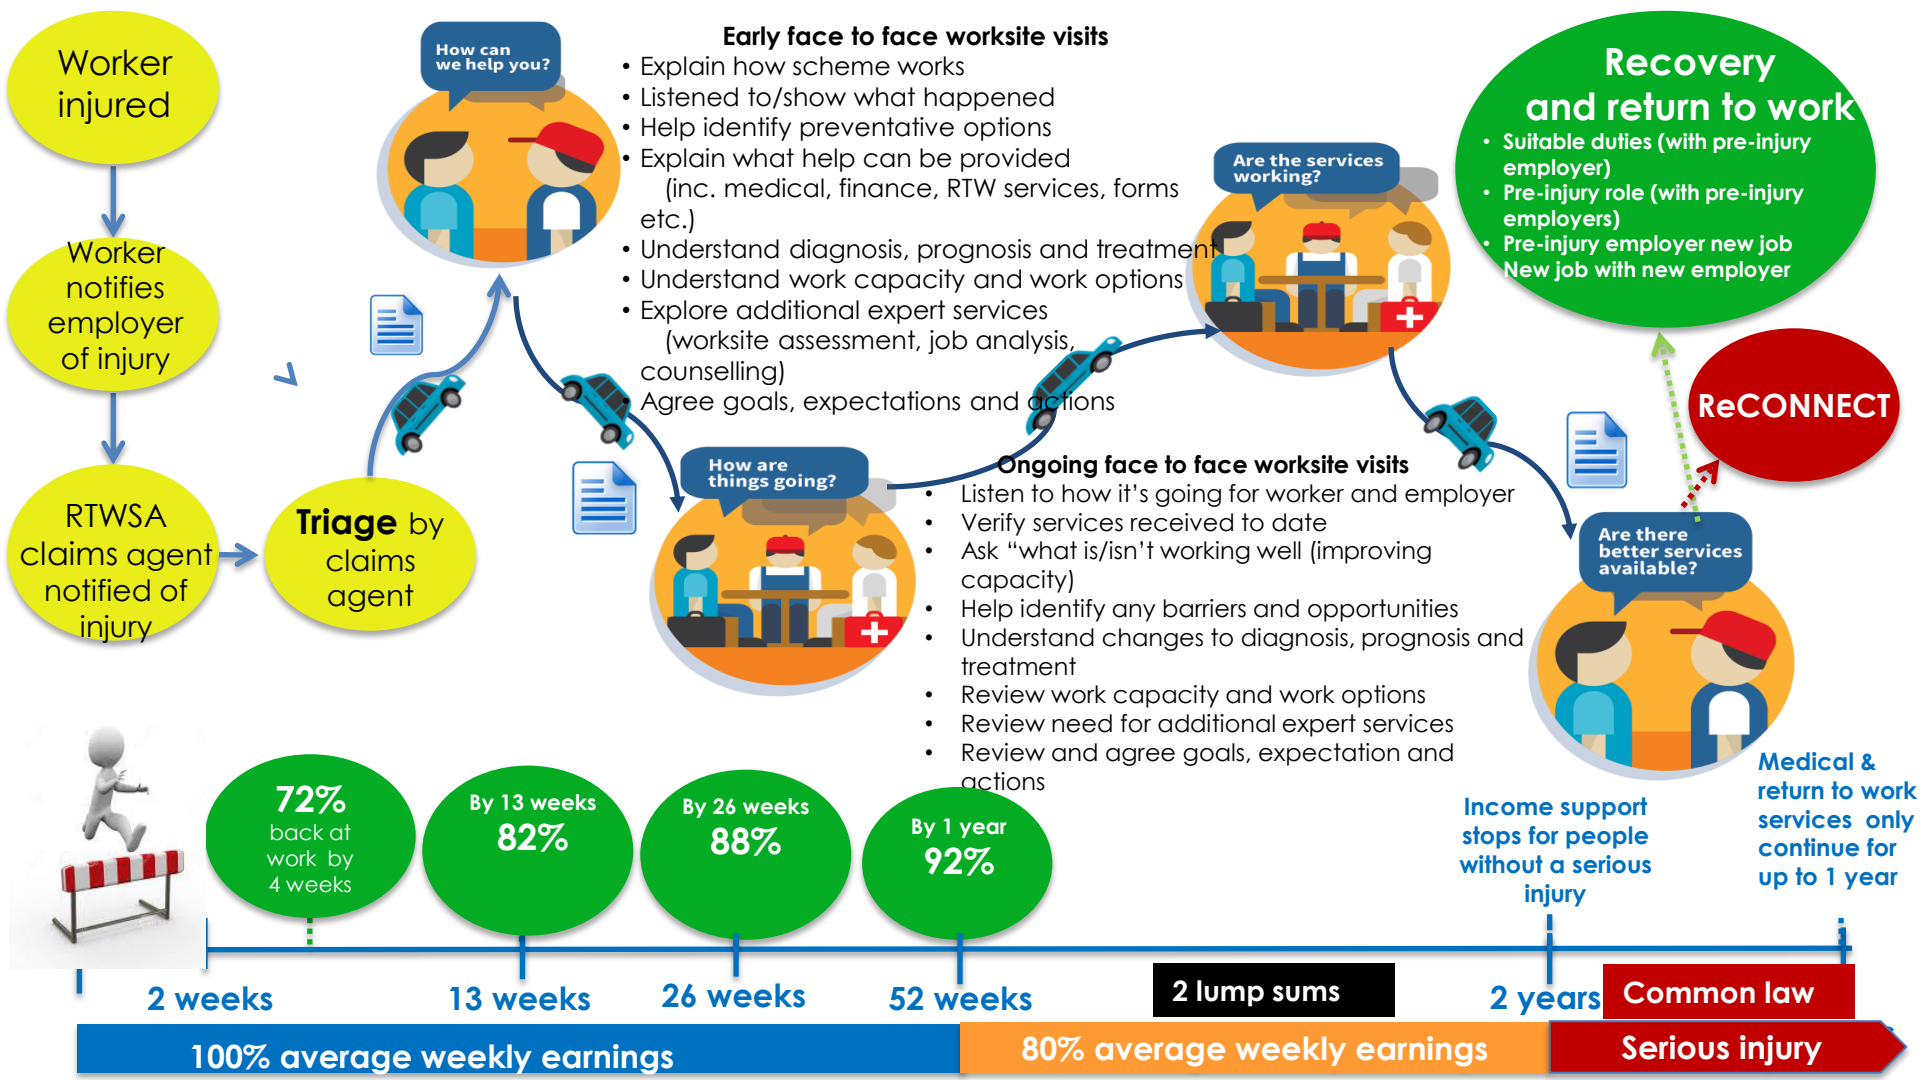 Worker
injured
Worker
notifies
employer
of injury
RTWSA
claims agent
notified of
injury
Triage by
claims
agent
How can
we help you?
Early face to face worksite visits
• Explain how scheme works
• Listened to/show what happened
• Help identify preventative options
• Explain what help can be provided
(inc. medical, finance, RTW services, forms
etc.)
• Understand diagnosis, prognosis and treatment
• Understand work capacity and work options
• Explore additional expert services
(worksite assessment, job analysis,
counselling)
• Agree goals, expectations and actions
How are
things going?
Ongoing face to face worksite visits
• Listen to how it's going for worker and employer
• Verify services received to date
• Ask “what is/isn't working well (improving
capacity)
• Help identify any barriers and opportunities
• Understand changes to diagnosis, prognosis and
treatment
• Review work capacity and work options
• Review need for additional expert services
• Review and agree goals, expectation and
actions
Are the services
working?
Recovery
and return to work
• Suitable duties (with pre-injury
employer)
• Pre-injury role (with pre-injury
employers)
• Pre-injury employer new job
New job with new employer
ReCONNECT
Are there
better services
available?
72%
back at
work by
4 weeks
By 13 weeks
82%
By 26 weeks
88%
By 1 year
92%
Income support
stops for people
without a serious
injury
Medical &
return to work
services only
continue for
up to 1 year
2 weeks
13 weeks
26 weeks
52 weeks
2 lump sums
2 years
Common law
100% average weekly earnings
80% average weekly earnings
Serious injury